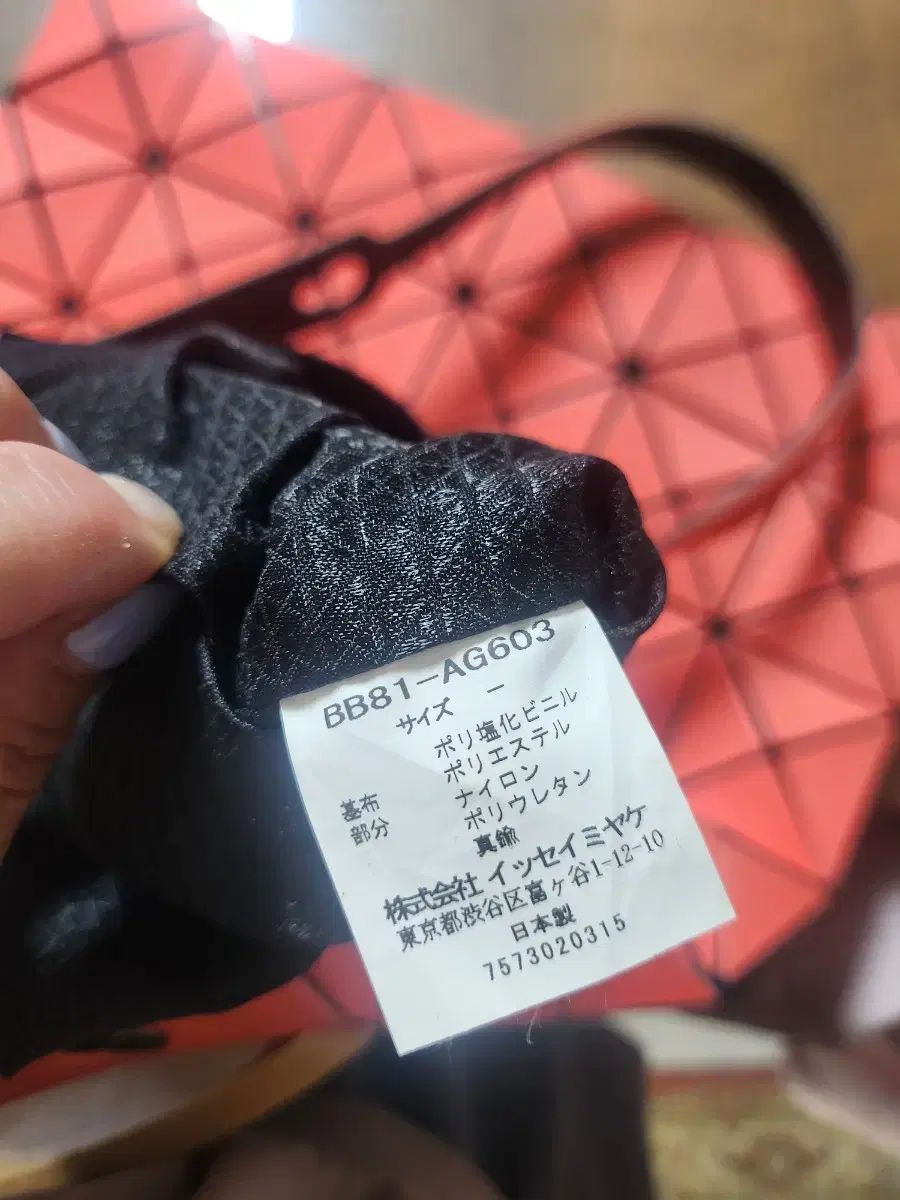 BB81-AG603
サイズ －
ポリ塩化ビニル
ポリエステル
基布 ナイロン
部分 ポリウレタン
真鍮
株式会社 イッセイミヤケ
東京都渋谷区富ヶ谷1-12-10
日本製
7573020315